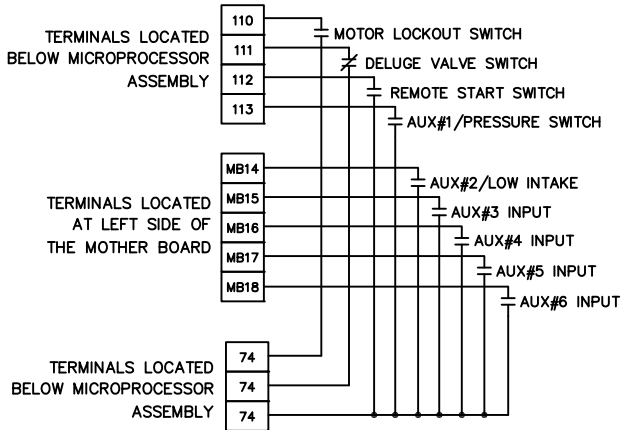 110
MOTOR LOCKOUT SWITCH
TERMINALS LOCATED
BELOW MICROPROCESSOR
ASSEMBLY
111
DELUGE VALVE SWITCH
112
REMOTE START SWITCH
113
AUX#1/PRESSURE SWITCH
TERMINALS LOCATED
AT LEFT SIDE OF
THE MOTHER BOARD
MB14
AUX#2/LOW INTAKE
MB15
AUX#3 INPUT
MB16
AUX#4 INPUT
MB17
AUX#5 INPUT
MB18
AUX#6 INPUT
TERMINALS LOCATED
BELOW MICROPROCESSOR
ASSEMBLY
74
74
74